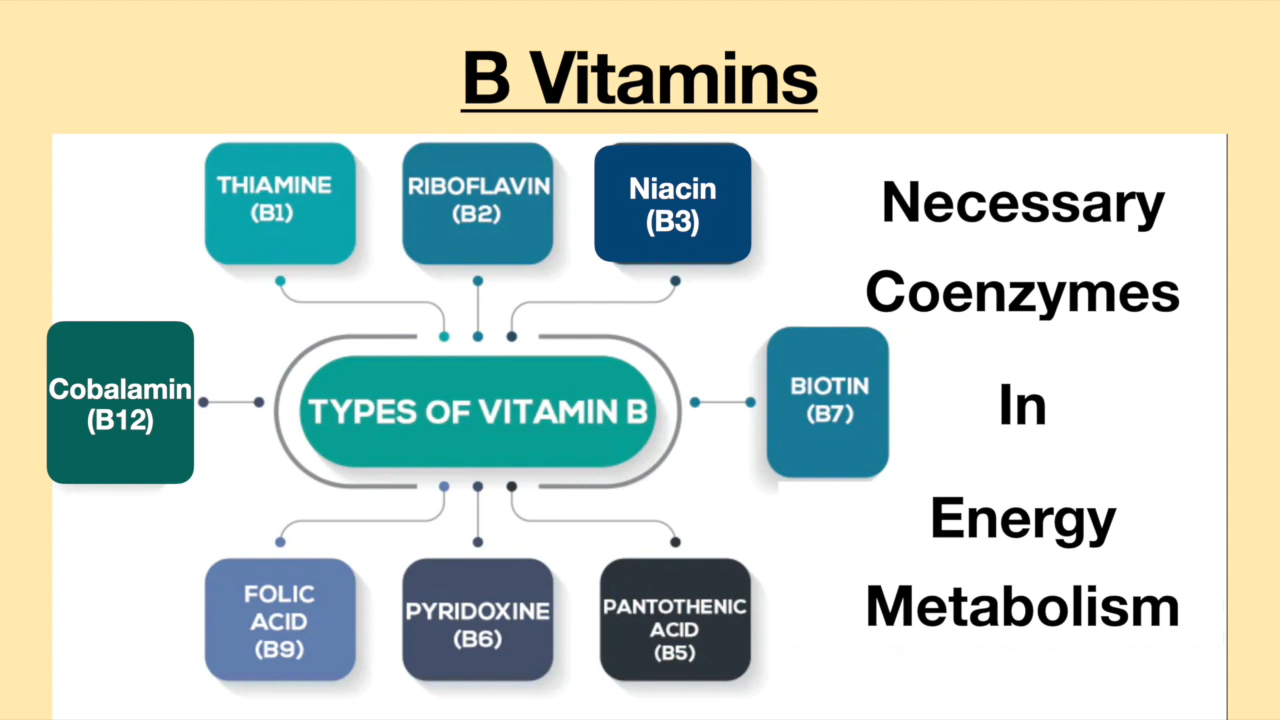 B Vitamins
THIAMINE
(B1)
RIBOFLAVIN
(B2)
Niacin
(B3)
Necessary
Coenzymes
In
Energy
Metabolism
Cobalamin
(B12)
TYPES OF VITAMIN B
BIOTIN
(B7)
FOLIC
ACID
(B9)
PYRIDOXINE
(B6)
PANTOTHENIC
ACID
(B5)